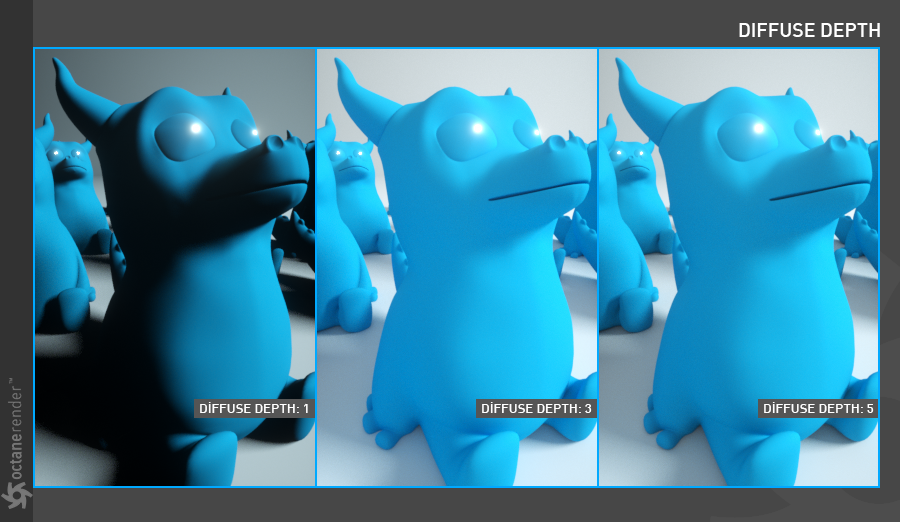 DIFFUSE DEPTH
DİFFUSE DEPTH: 1
DİFFUSE DEPTH: 3
DİFFUSE DEPTH: 5
octanerender™